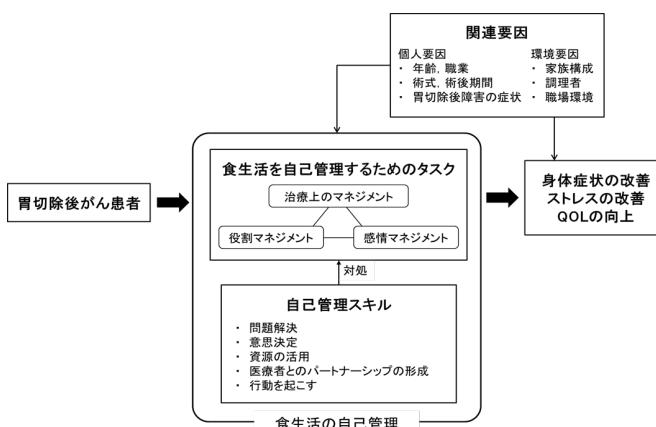 関連要因
個人要因
・ 年齢, 職業
・ 術式, 術後期間
・ 胃切除後障害の症状
環境要因
・ 家族構成
・ 調理者
・ 職場環境
胃切除後がん患者
食生活を自己管理するためのタスク
治療上のマネジメント
役割マネジメント
感情マネジメント
対処
自己管理スキル
・ 問題解決
・ 意思決定
・ 資源の活用
・ 医療者とのパートナーシップの形成
・ 行動を起こす
食生活の自己管理
身体症状の改善
ストレスの改善
QOLの向上